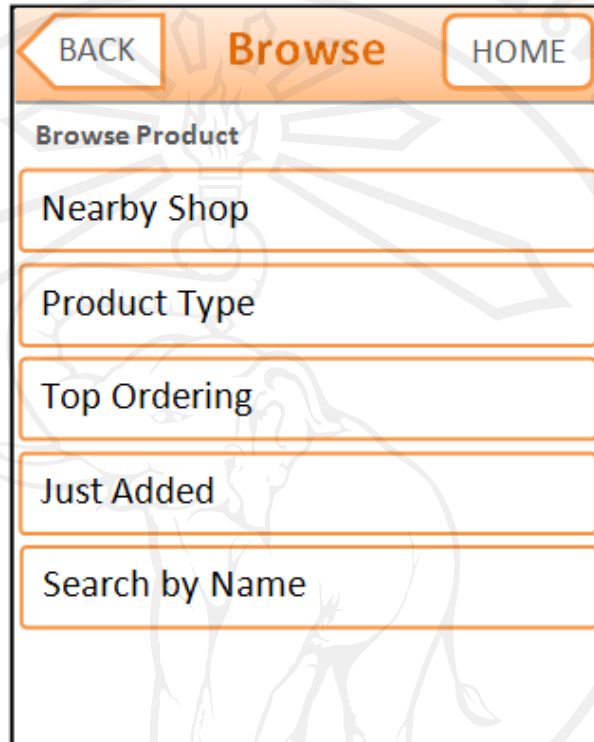 BACK Browse HOME
Browse Product
Nearby Shop
Product Type
Top Ordering
Just Added
Search by Name